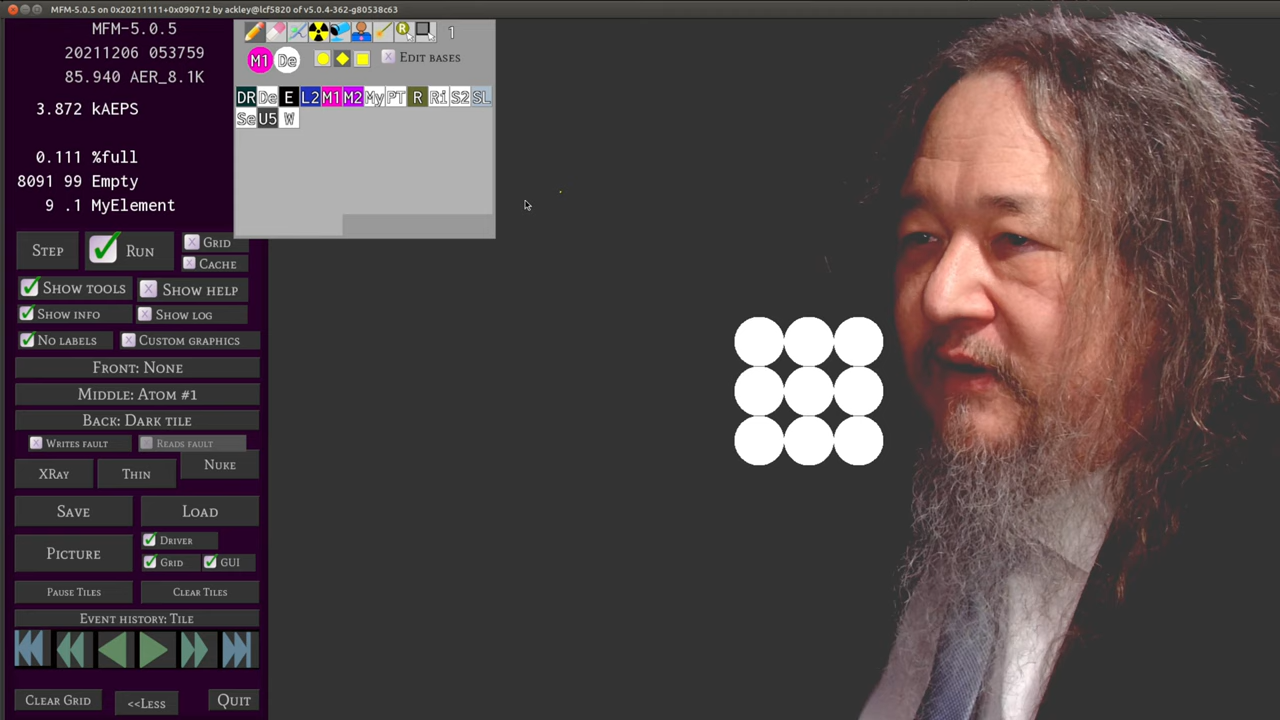 MFM-5.0.5 on 0x20211111+0x090712 by ackley@lcf5820 of v5.0.4-362-g80538c63
MFM-5.0.5
20211206 053759
85.940 AER_8.1K
3.872 kAEPS
0.111 %full
8091 99 Empty
9 .1 MyElement
R
1
M1 De
Edit bases
DR De E L2 M1 M2 My PT R Ri S2 SL
Se U5 W
Step
Run
Grid
Cache
Show tools
Show help
Show info
Show log
No labels
Custom graphics
Front: None
Middle: Atom #1
Back: Dark tile
Writes fault
Reads fault
XRay
Thin
Nuke
Save
Load
Picture
Driver
Grid
GUI
Pause Tiles
Clear Tiles
Event history: Tile
Clear Grid
<<Less
Quit